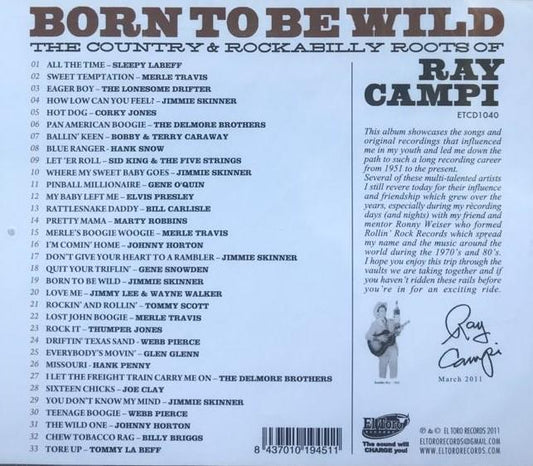 BORN TO BE WILD
THE COUNTRY & ROCKABILLY ROOTS OF
RAY
CAMPI
ETCD1040
01 ALL THE TIME – SLEEPY LABEFF
02 SWEET TEMPTATION – MERLE TRAVIS
03 EAGER BOY – THE LONESOME DRIFTER
04 HOW LOW CAN YOU FEEL? – JIMMIE SKINNER
05 HOT DOG – CORKY JONES
06 PAN AMERICAN BOOGIE – THE DELMORE BROTHERS
07 BALLIN' KEEN – BOBBY & TERRY CARAWAY
08 BLUE RANGER – HANK SNOW
09 LET 'ER ROLL – SID KING & THE FIVE STRINGS
10 WHERE MY SWEET BABY GOES – JIMMIE SKINNER
11 PINBALL MILLIONAIRE – GENE O'QUIN
12 MY BABY LEFT ME – ELVIS PRESLEY
13 RATTLESNAKE DADDY – BILL CARLISLE
14 PRETTY MAMA – MARTY ROBBINS
15 MERLE'S BOOGIE WOOGIE – MERLE TRAVIS
16 I'M COMIN' HOME – JOHNNY HORTON
17 DON'T GIVE YOUR HEART TO A RAMBLER – JIMMIE SKINNER
18 QUIT YOUR TRIFLIN' – GENE SNOWDEN
19 BORN TO BE WILD – JIMMIE SKINNER
20 LOVE ME – JIMMY LEE & WAYNE WALKER
21 ROCKIN' AND ROLLIN' – TOMMY SCOTT
22 LOST JOHN BOOGIE – MERLE TRAVIS
23 ROCK IT – THUMPER JONES
24 DRIFTIN' TEXAS SAND – WEBB PIERCE
25 EVERYBODY'S MOVIN' – GLEN GLENN
26 MISSOURI – HANK PENNY
27 I LET THE FREIGHT TRAIN CARRY ME ON – THE DELMORE BROTHERS
28 SIXTEEN CHICKS – JOE CLAY
29 YOU DON'T KNOW MY MIND – JIMMIE SKINNER
30 TEENAGE BOOGIE – WEBB PIERCE
31 THE WILD ONE – JOHNNY HORTON
32 CHEW TOBACCO RAG – BILLY BRIGGS
33 TORE UP – TOMMY LA BEFF
This album showcases the songs and
original recordings that influenced
me in my youth and led me down the
path to such a long recording career
from 1951 to the present.
Several of these multi-talented artists
I still revere today for their influence
and friendship which grew over the
years, especially during my recording
days (and nights) with my friend and
mentor Ronny Weiser who formed
Rollin' Rock Records which spread
my name and the music around the
world during the 1970's and 80's.
I hope you enjoy this trip through the
vaults we are taking together and if
you haven't ridden these rails before
you're in for an exciting ride.
Ray
Campi
March 2011
8 437010 194511
El Toro
The sound will
CHARGE you!
℗ & © EL TORO RECORDS 2011
ELTORORECORDS@GMAIL.COM
WWW.ELTORORECORDS.COM